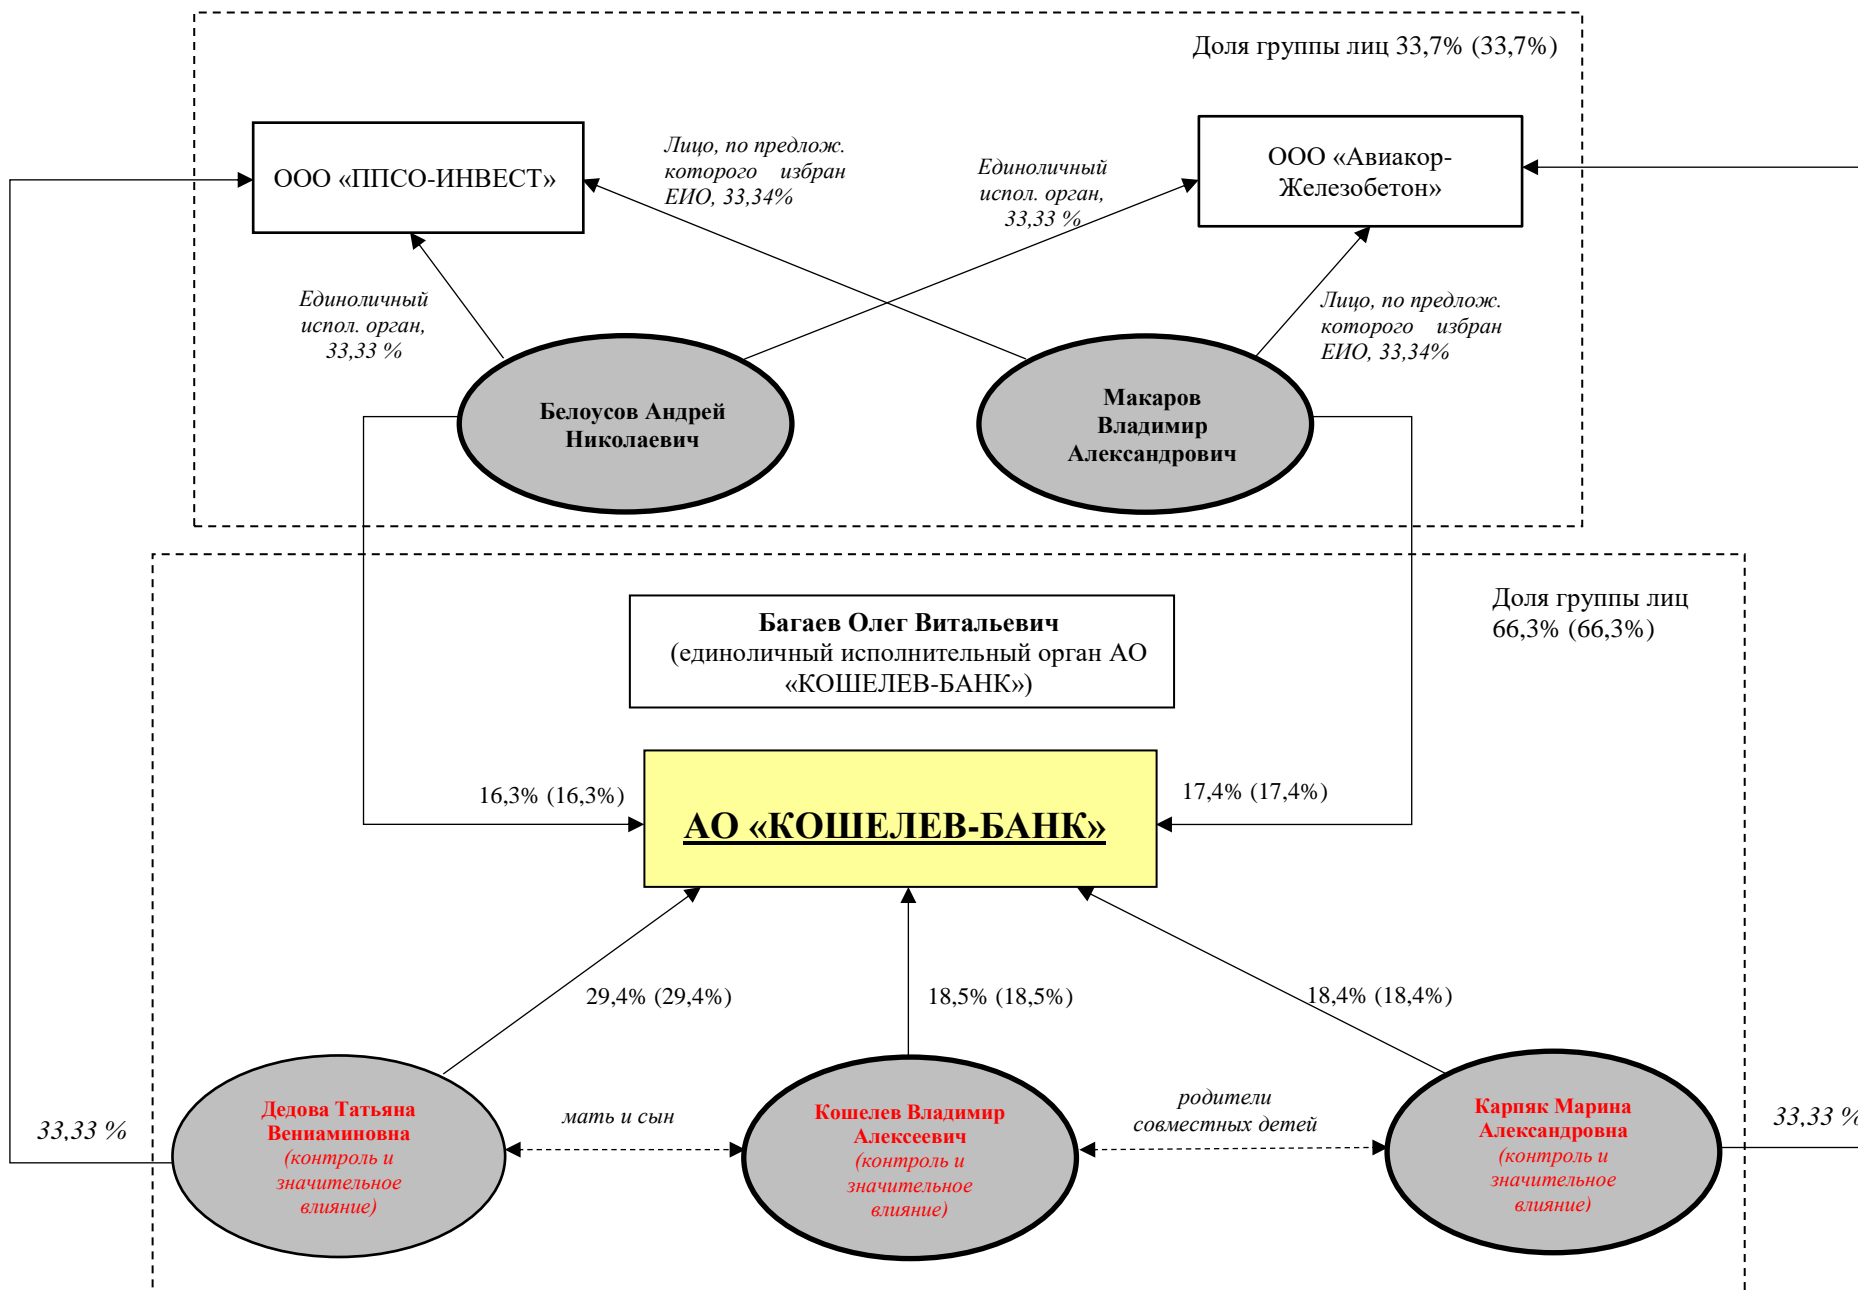 Доля группы лиц 33,7% (33,7%)
ООО «ППСО-ИНВЕСТ»
Лицо, по предлож.
которого избран
ЕИО, 33,34%
Единоличный
испол. орган,
33,33 %
ООО «Авиакор-
Железобетон»
Единоличный
испол. орган,
33,33 %
Лицо, по предлож.
которого избран
ЕИО, 33,34%
Белоусов Андрей
Николаевич
Макаров
Владимир
Александрович
Багаев Олег Витальевич
(единоличный исполнительный орган АО
«КОШЕЛЕВ-БАНК»)
Доля группы лиц
66,3% (66,3%)
16,3% (16,3%)
АО «КОШЕЛЕВ-БАНК»
17,4% (17,4%)
29,4% (29,4%)
18,5% (18,5%)
18,4% (18,4%)
33,33 %
Дедова Татьяна
Вениаминовна
(контроль и
значительное
влияние)
мать и сын
Кошелев Владимир
Алексеевич
(контроль и
значительное
влияние)
родители
совместных детей
Карпяк Марина
Александровна
(контроль и
значительное
влияние)
33,33 %